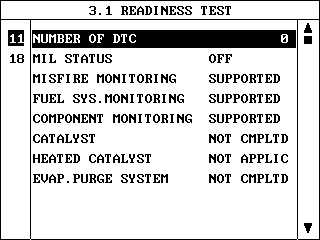 3.1 READINESS TEST
11 NUMBER OF DTC 0
18 MIL STATUS OFF
MISFIRE MONITORING SUPPORTED
FUEL SYS.MONITORING SUPPORTED
COMPONENT MONITORING SUPPORTED
CATALYST NOT CMPLTD
HEATED CATALYST NOT APPLIC
EVAP.PURGE SYSTEM NOT CMPLTD